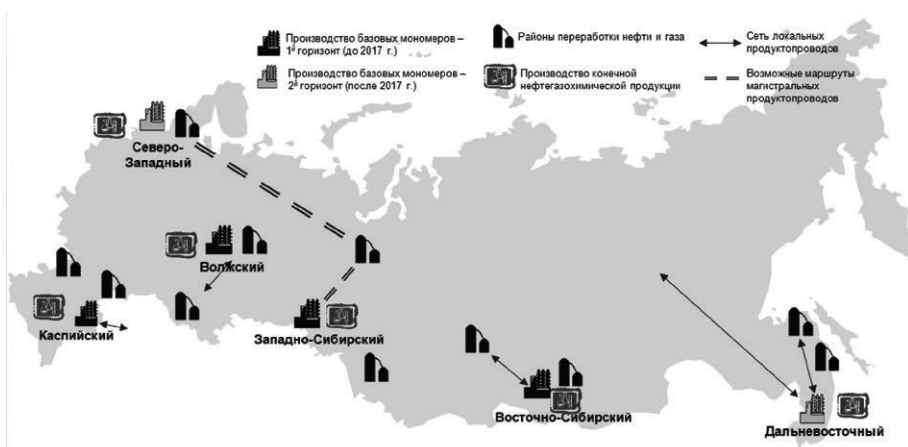 Производство базовых мономеров –
1й горизонт (до 2017 г.)
Производство базовых мономеров –
2й горизонт (после 2017 г.)
Районы переработки нефти и газа
Производство конечной
нефтегазохимической продукции
Сеть локальных
продуктопроводов
Возможные маршруты
магистральных
продуктопроводов
Северо-
Западный
Волжский
Каспийский
Западно-Сибирский
Восточно-Сибирский
Дальневосточный